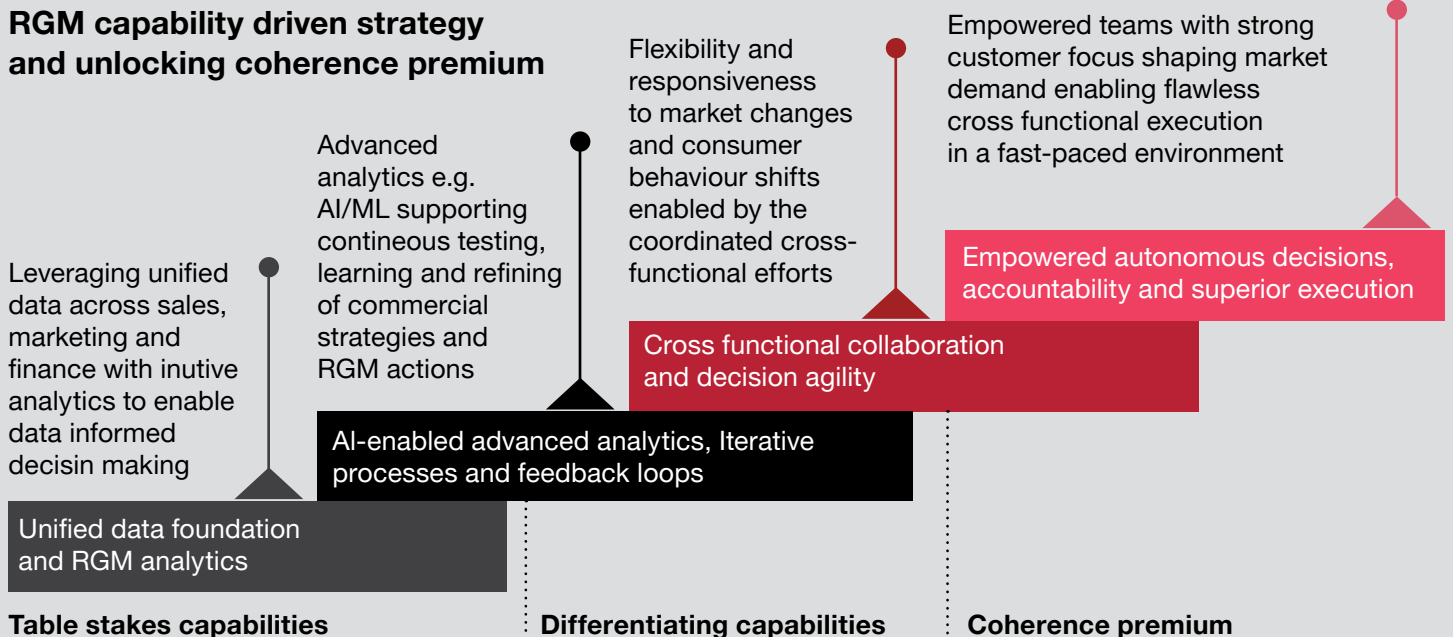 RGM capability driven strategy
and unlocking coherence premium
Leveraging unified
data across sales,
marketing and
finance with inutive
analytics to enable
data informed
decisin making
Unified data foundation
and RGM analytics
Advanced
analytics e.g.
AI/ML supporting
contineous testing,
learning and refining
of commercial
strategies and
RGM actions
AI-enabled advanced analytics, Iterative
processes and feedback loops
Flexibility and
responsiveness
to market changes
and consumer
behaviour shifts
enabled by the
coordinated cross-
functional efforts
Cross functional collaboration
and decision agility
Empowered teams with strong
customer focus shaping market
demand enabling flawless
cross functional execution
in a fast-paced environment
Empowered autonomous decisions,
accountability and superior execution
Table stakes capabilities
Differentiating capabilities
Coherence premium